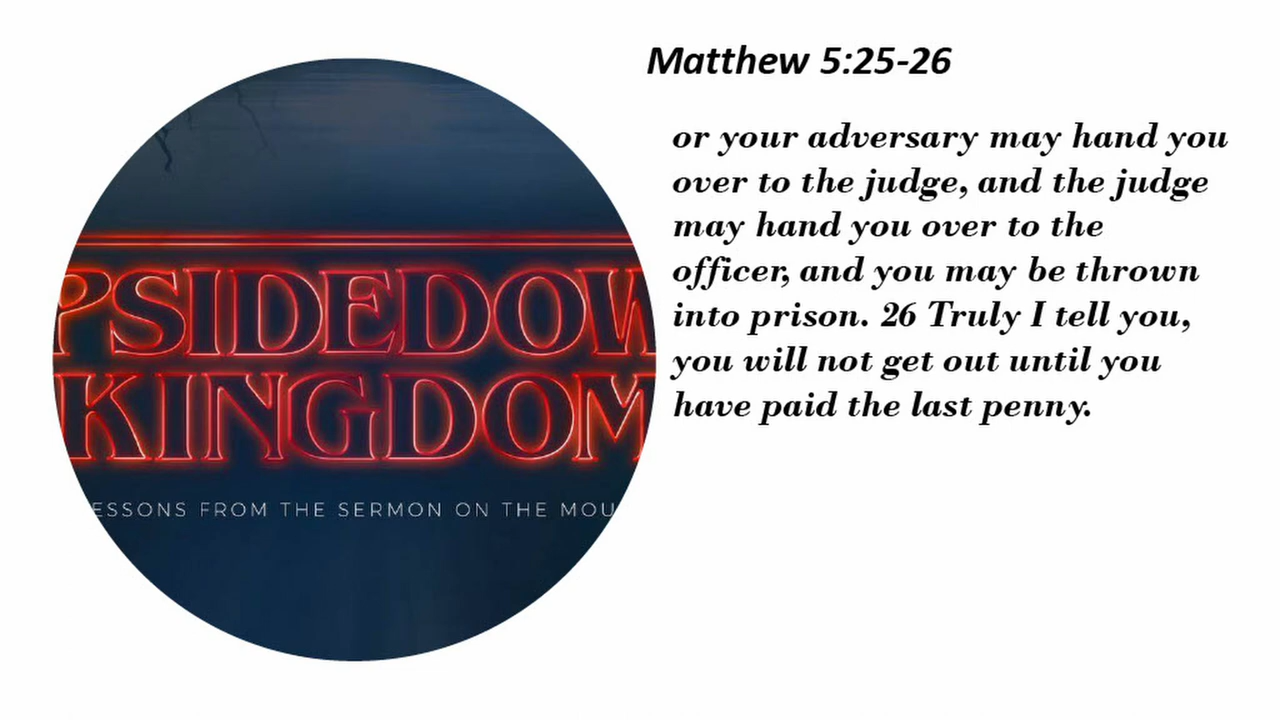 Matthew 5:25-26
or your adversary may hand you
over to the judge, and the judge
may hand you over to the
officer, and you may be thrown
into prison. 26 Truly I tell you,
you will not get out until you
have paid the last penny.
PSIDEDOW
KINGDOM
ESSONS FROM THE SERMON ON THE MOU